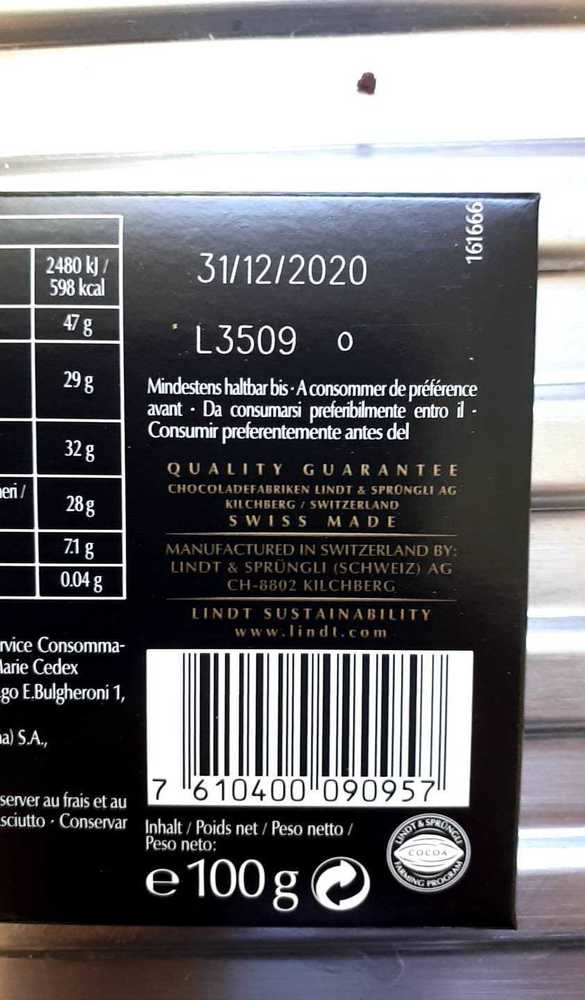 2480 kJ /
598 kcal
47 g
29 g
32 g
eri /
28 g
7.1 g
0.04 g
rvice Consomma-
Marie Cedex
go E.Bulgheroni 1,
a) S.A.,
server au frais et au
sciutto · Conservar
161666
31/12/2020
L3509 o
Mindestens haltbar bis · A consommer de préférence
avant · Da consumarsi preferibilmente entro il ·
Consumir preferentemente antes del
QUALITY GUARANTEE
CHOCOLADEFABRIKEN LINDT & SPRÜNGLI AG
KILCHBERG / SWITZERLAND
SWISS MADE
MANUFACTURED IN SWITZERLAND BY:
LINDT & SPRÜNGLI (SCHWEIZ) AG
CH-8802 KILCHBERG
LINDT SUSTAINABILITY
www.lindt.com
7 610400 090957
Inhalt / Poids net / Peso netto /
Peso neto:
e 100 g
LINDT & SPRÜNGLI
COCOA
FARMING PROGRAM